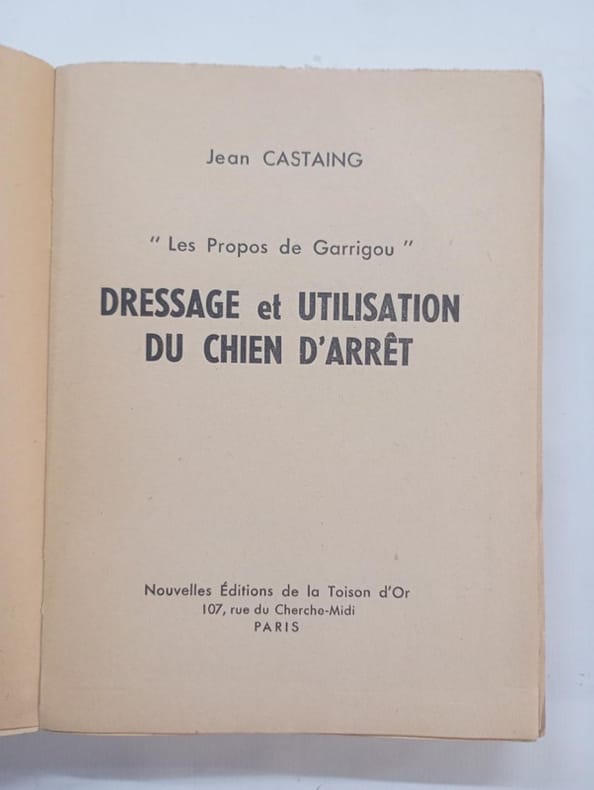 Jean CASTAING
" Les Propos de Garrigou "
DRESSAGE et UTILISATION
DU CHIEN D'ARRÊT
Nouvelles Éditions de la Toison d'Or
107, rue du Cherche-Midi
PARIS